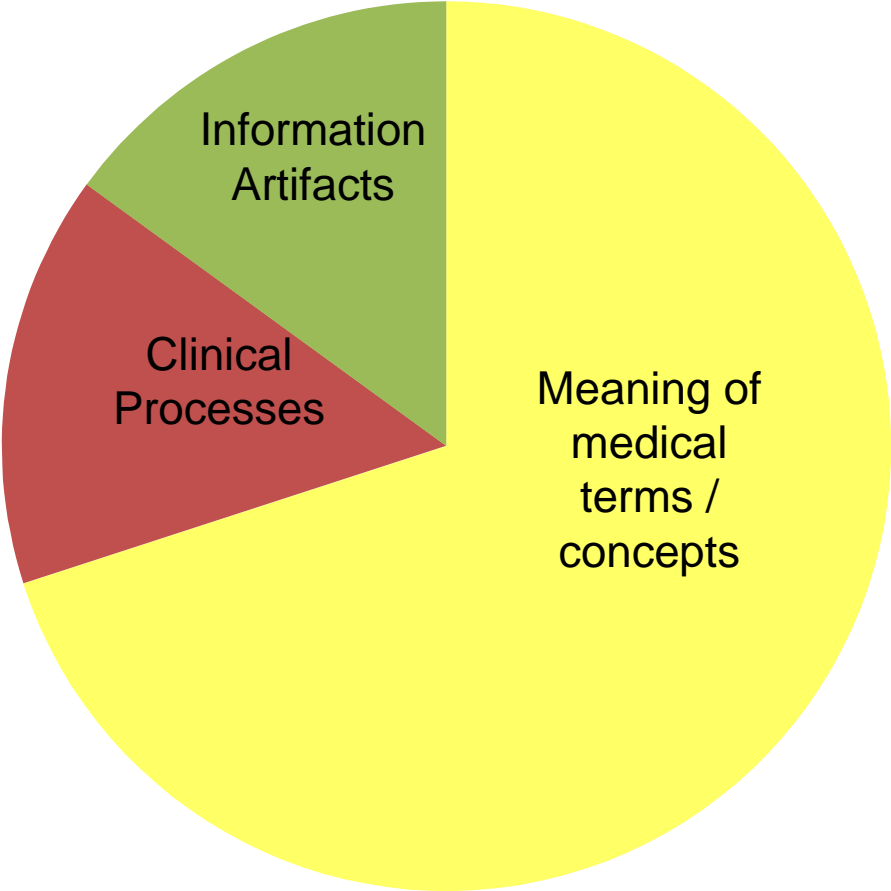 Information
Artifacts
Clinical
Processes
Meaning of
medical
terms /
concepts